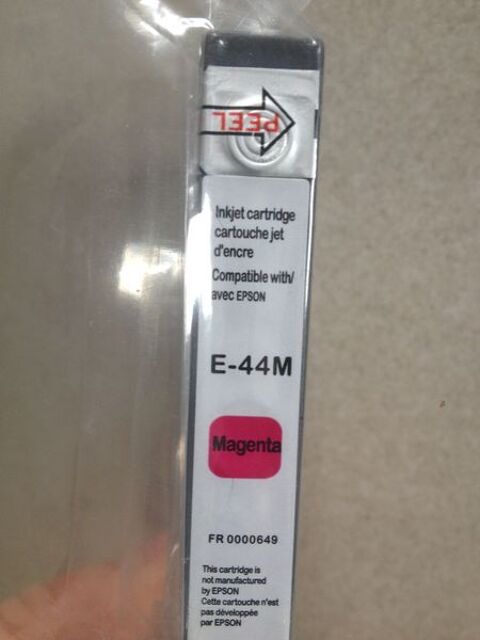 PEEL
Inkjet cartridge
cartouche jet
d'encre
Compatible with/
avec EPSON
E-44M
Magenta
FR 0000649
This cartridge is
not manufactured
by EPSON
Cette cartouche n'est
pas développée
par EPSON